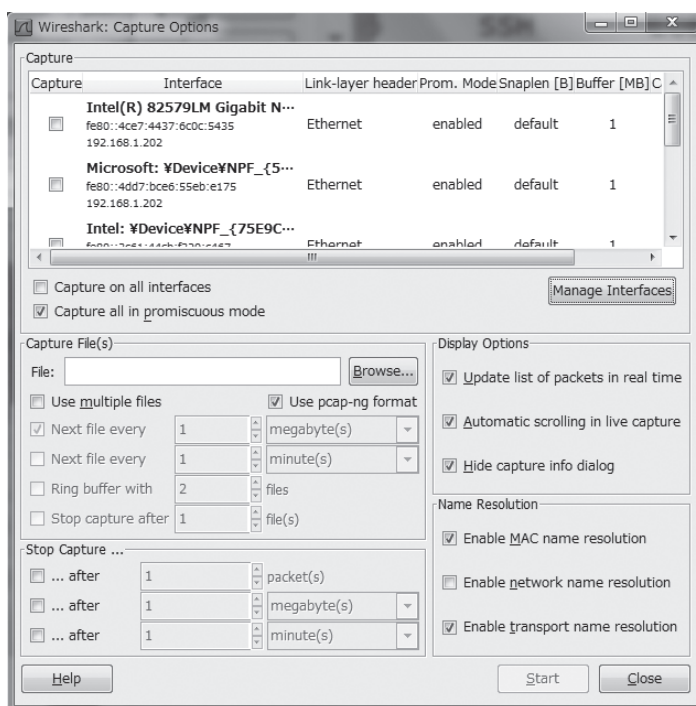 Wireshark: Capture Options
Capture
Capture Interface Link-layer header Prom. Mode Snaplen [B] Buffer [MB] C
Intel(R) 82579LM Gigabit N···
fe80::4ce7:4437:6c0c:5435 Ethernet enabled default 1
192.168.1.202
Microsoft: ¥Device¥NPF_{5···
fe80::4dd7:bce6:55eb:e175 Ethernet enabled default 1
192.168.1.202
Intel: ¥Device¥NPF_{75E9C···
Ethernet enabled default 1
Capture on all interfaces
Manage Interfaces
Capture all in promiscuous mode
Capture File(s)
File: Browse...
Use multiple files Use pcap-ng format
Next file every 1 megabyte(s)
Next file every 1 minute(s)
Ring buffer with 2 files
Stop capture after 1 file(s)
Stop Capture ...
... after 1 packet(s)
... after 1 megabyte(s)
... after 1 minute(s)
Display Options
Update list of packets in real time
Automatic scrolling in live capture
Hide capture info dialog
Name Resolution
Enable MAC name resolution
Enable network name resolution
Enable transport name resolution
Help Start Close